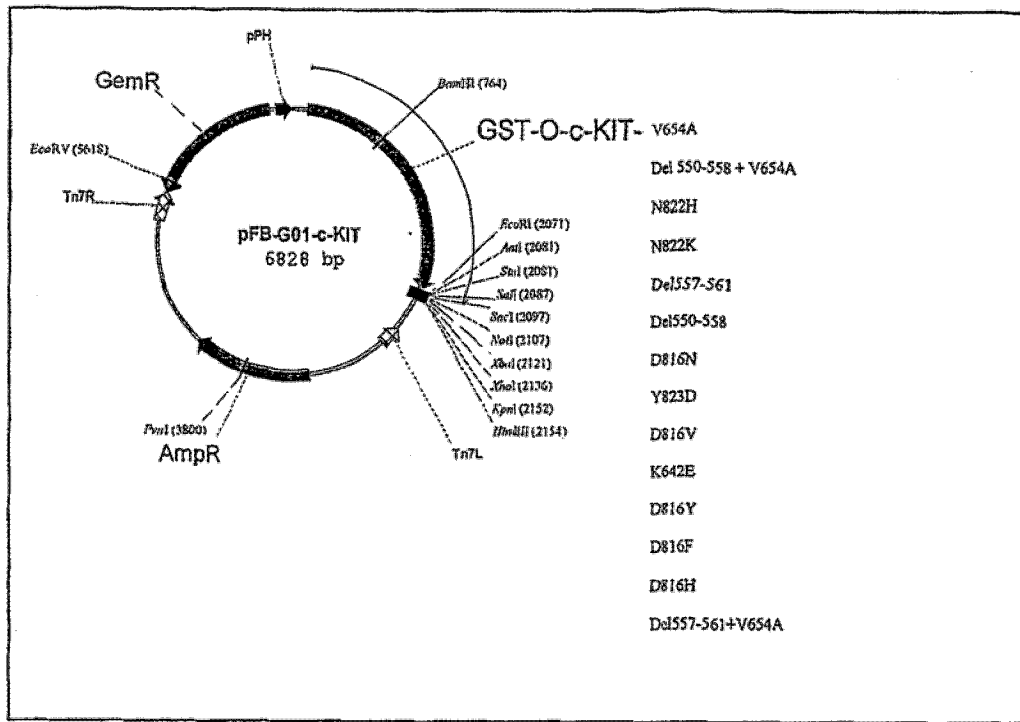 pPH
GemR
BamHI (764)
GST-O-c-KIT-
V654A
EcoRV (5618)
Del 550-558 + V654A
Tn7R
N822H
pFB-G01-c-KIT
6828 bp
EcoRI (2071)
N822K
StuI (2081)
Del557-561
SalI (2087)
SacI (2097)
Del550-558
NotI (2107)
XbaI (2121)
D816N
XhoI (2136)
KpnI (2152)
Y823D
HindIII (2154)
PvuI (3800)
AmpR
Tn7L
D816V
K642E
D816Y
D816F
D816H
Del557-561+V654A